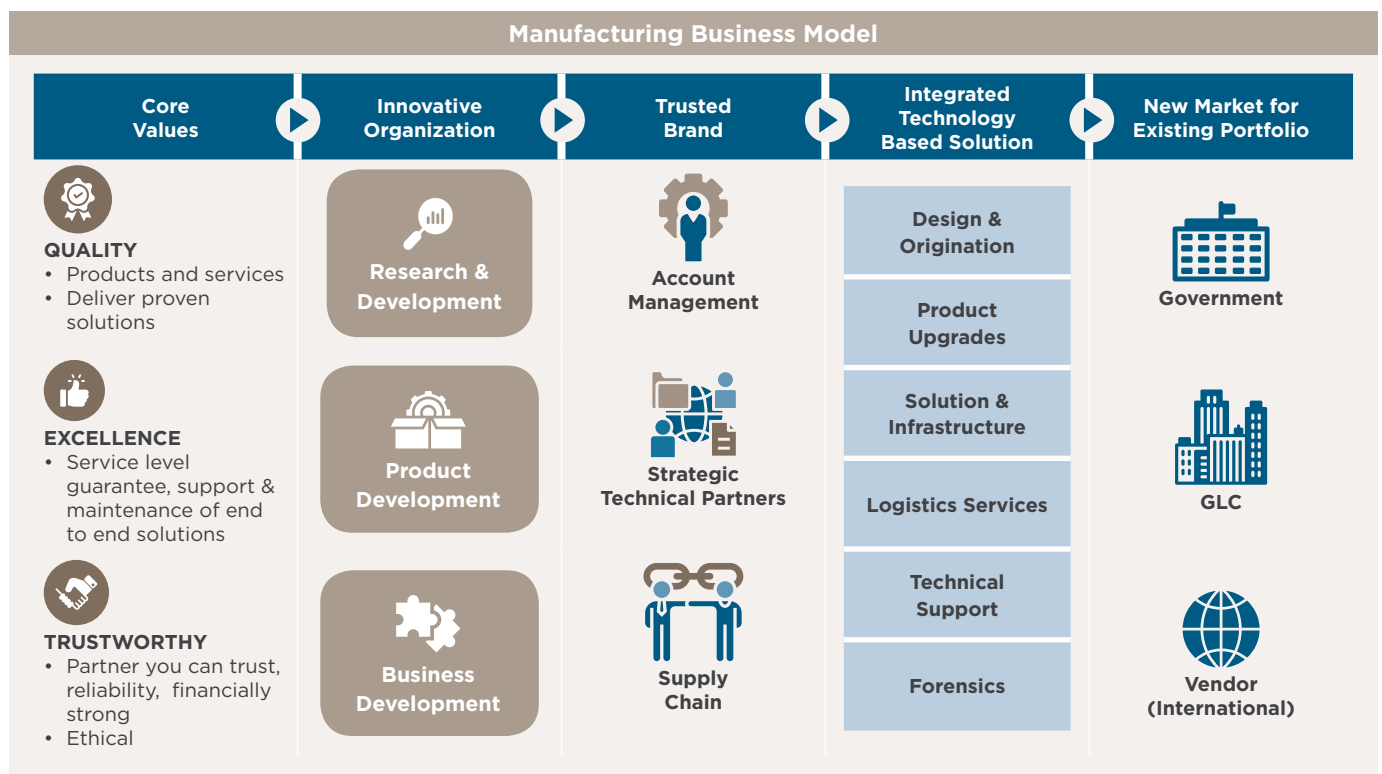 Manufacturing Business Model
Core
Values
Innovative
Organization
Trusted
Brand
Integrated
Technology
Based Solution
New Market for
Existing Portfolio
QUALITY
• Products and services
• Deliver proven
solutions
EXCELLENCE
• Service level
guarantee, support &
maintenance of end
to end solutions
TRUSTWORTHY
• Partner you can trust,
reliability, financially
strong
• Ethical
Research &
Development
Product
Development
Business
Development
Account
Management
Strategic
Technical Partners
Supply
Chain
Design &
Origination
Product
Upgrades
Solution &
Infrastructure
Logistics Services
Technical
Support
Forensics
Government
GLC
Vendor
(International)